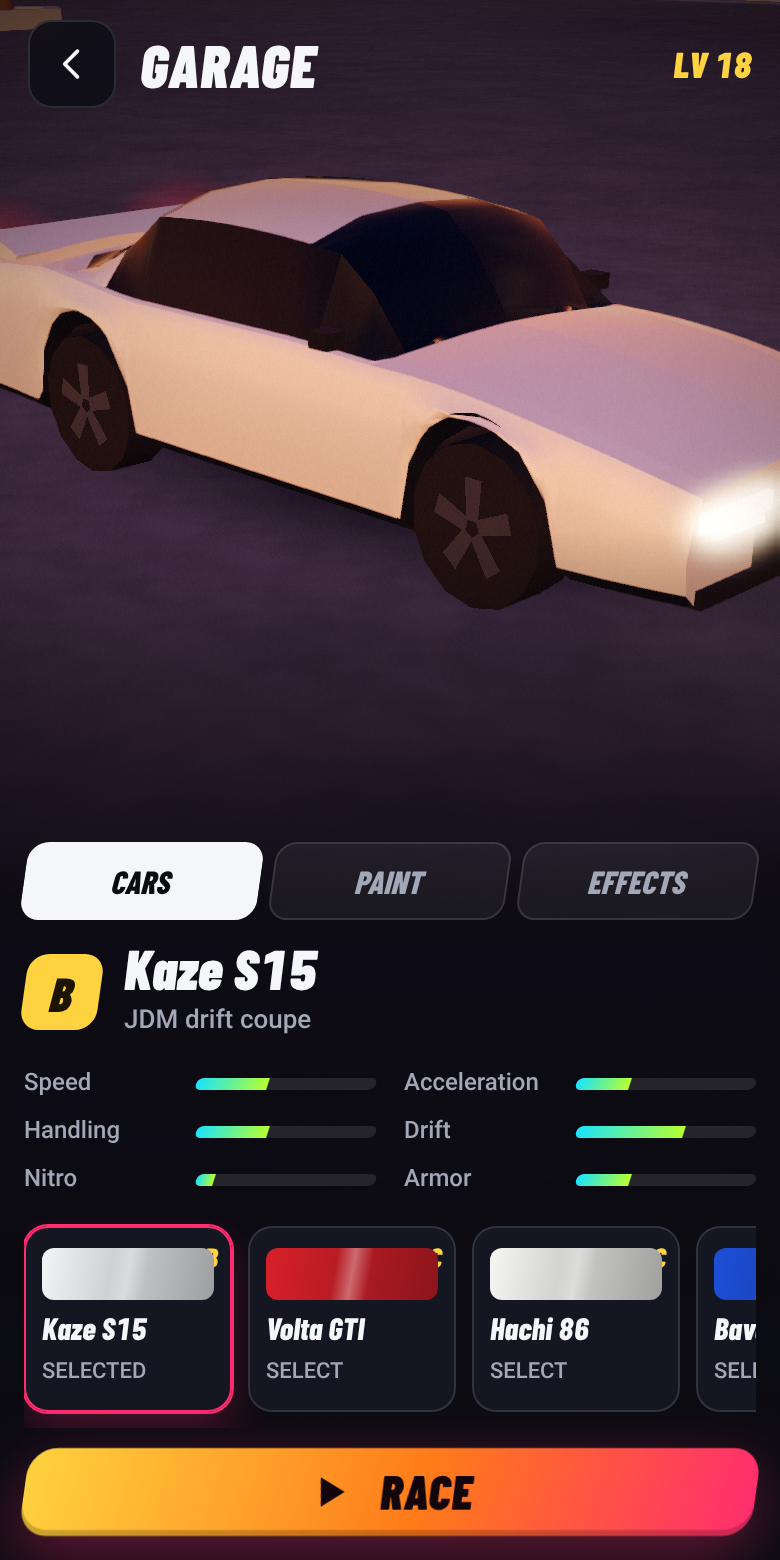 GARAGE
LV 18
CARS
PAINT
EFFECTS
B
Kaze S15
JDM drift coupe
Speed
Acceleration
Handling
Drift
Nitro
Armor
Kaze S15
SELECTED
Volta GTI
SELECT
Hachi 86
SELECT
RACE